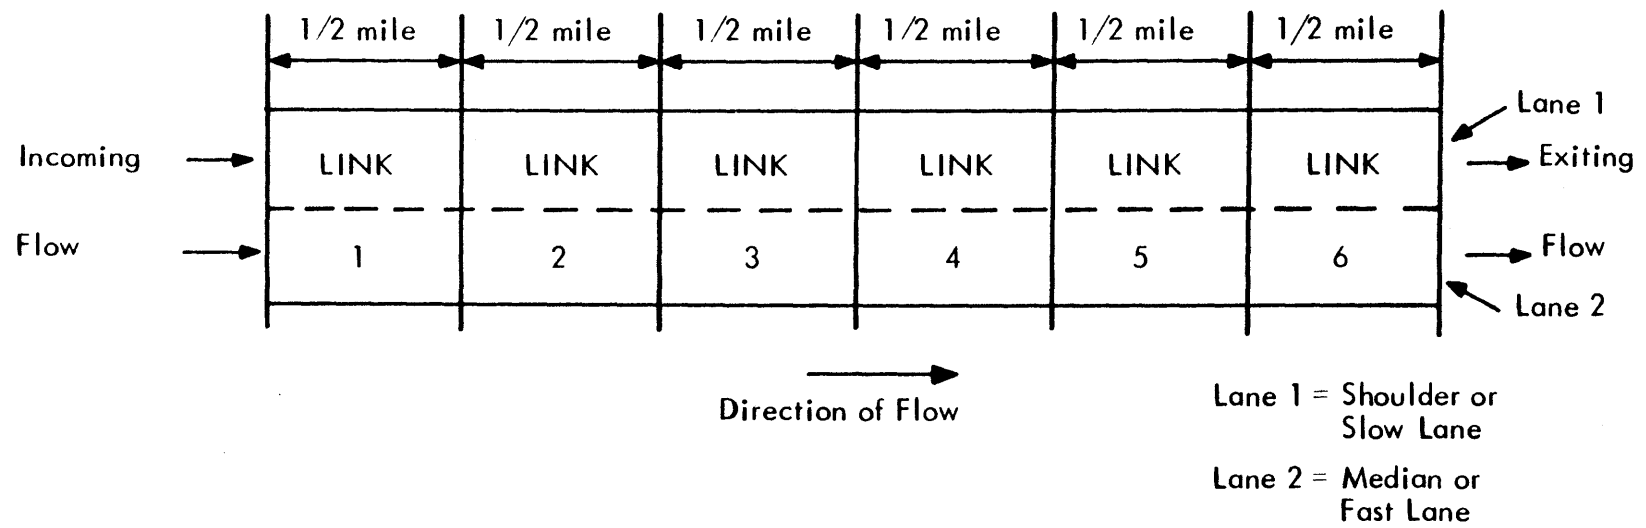 1/2 mile 1/2 mile 1/2 mile 1/2 mile 1/2 mile 1/2 mile
Lane 1
Incoming LINK LINK LINK LINK LINK LINK Exiting
Flow 1 2 3 4 5 6 Flow
Lane 2
Direction of Flow
Lane 1 = Shoulder or
Slow Lane
Lane 2 = Median or
Fast Lane